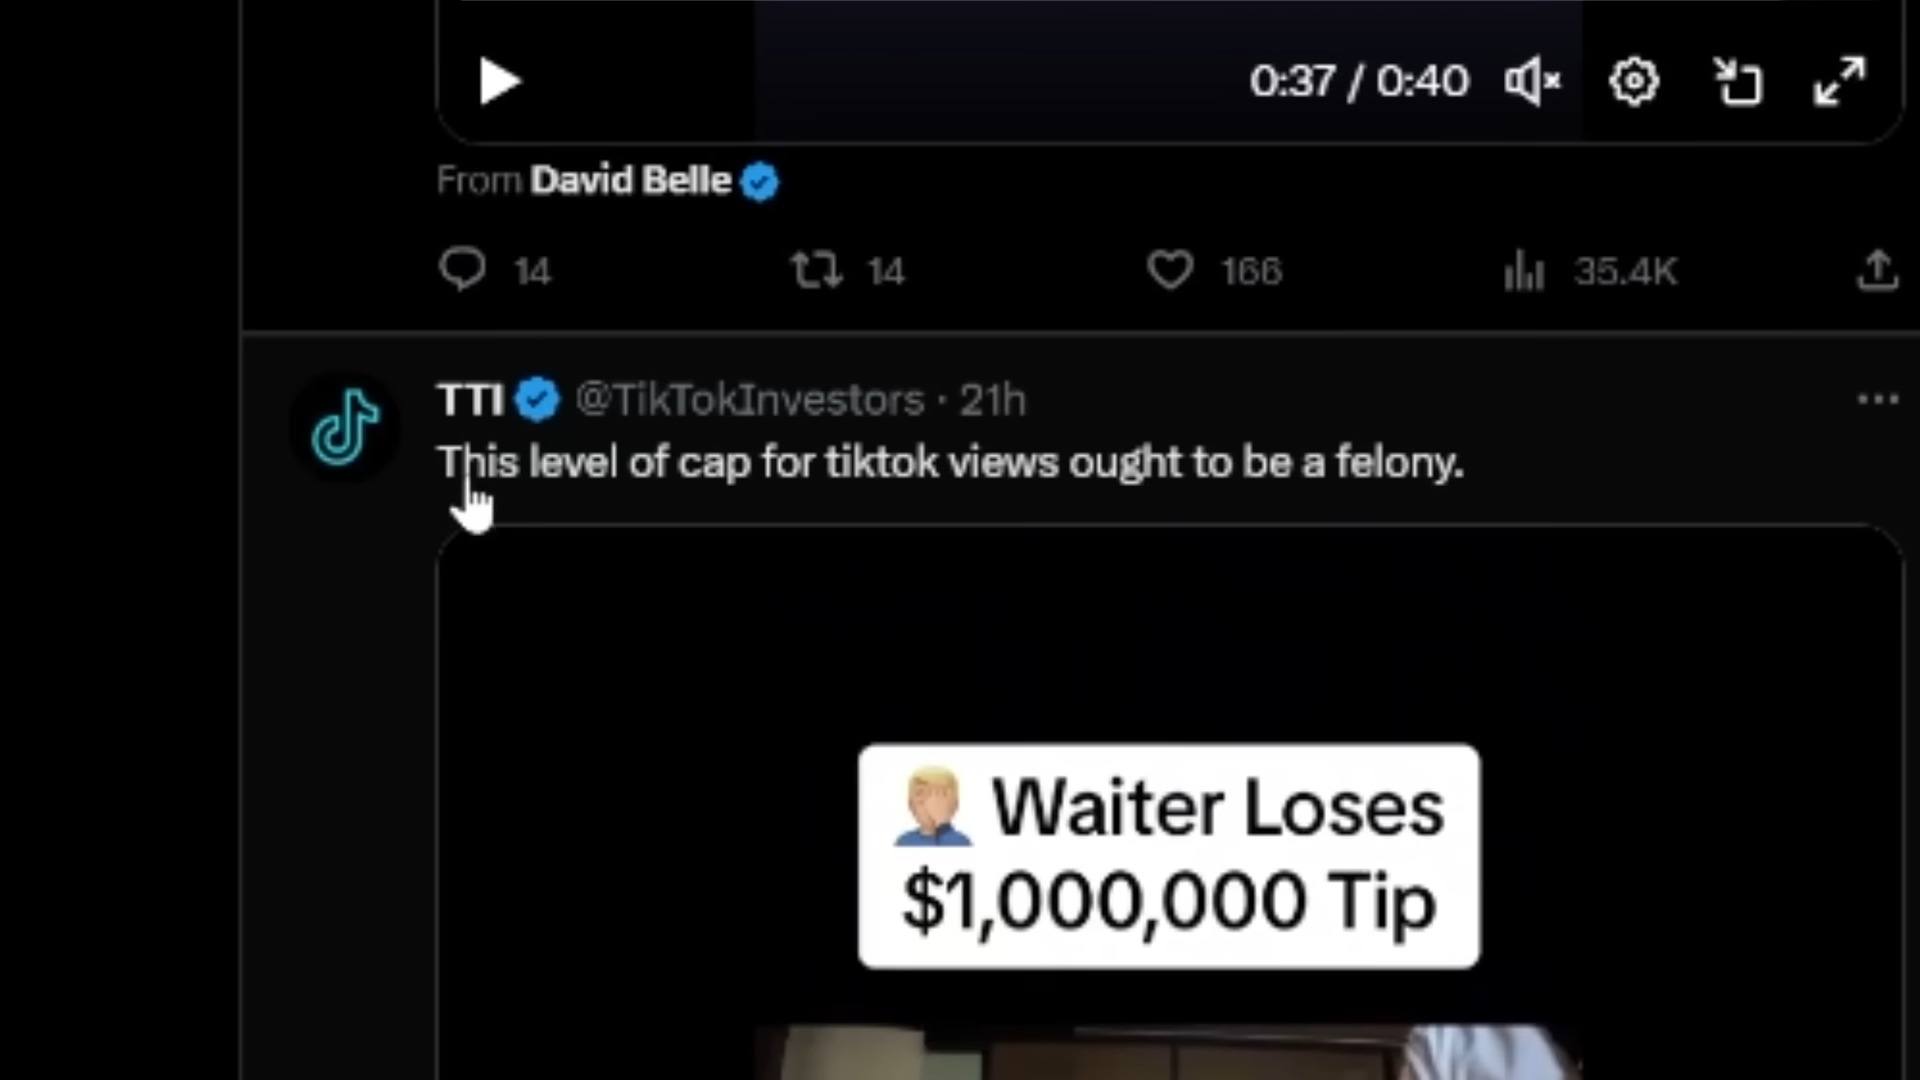 0:37 / 0:40
From David Belle
14 14 166 35.4K
TTI @TikTokInvestors · 21h
This level of cap for tiktok views ought to be a felony.
🤦🏼‍♂️ Waiter Loses
$1,000,000 Tip